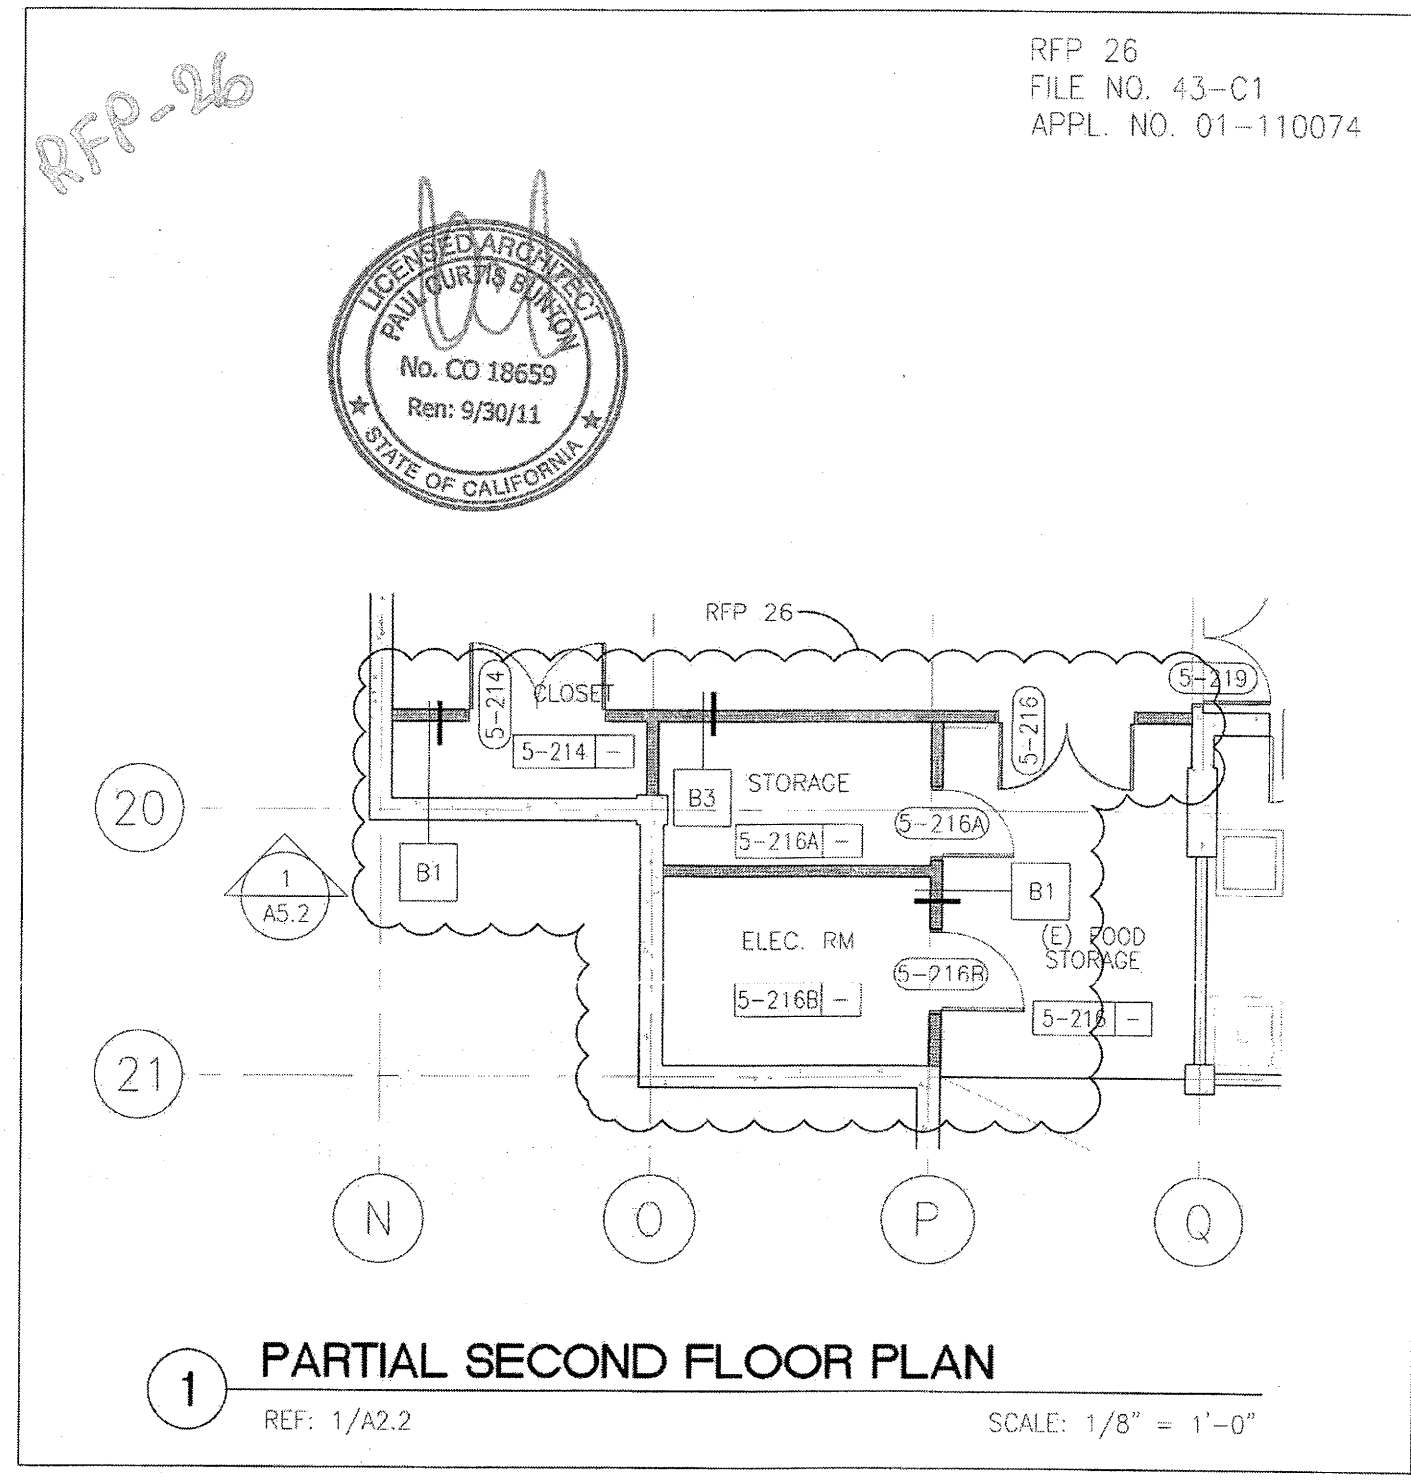 RFP-26
RFP 26
FILE NO. 43-C1
APPL. NO. 01-110074
LICENSED ARCHITECT
PAUL CURTIS BUNTON
No. CO 18659
Ren: 9/30/11
STATE OF CALIFORNIA
RFP 26
5-219
5-214
CLOSET
5-216
5-214 -
STORAGE
B3
20
5-216A
5-216A -
B1
1
A5.2
B1
ELEC. RM
(E) FOOD
STORAGE
5-216B
5-216B -
5-216 -
21
N
O
P
Q
1
PARTIAL SECOND FLOOR PLAN
REF: 1/A2.2
SCALE: 1/8" = 1'-0"